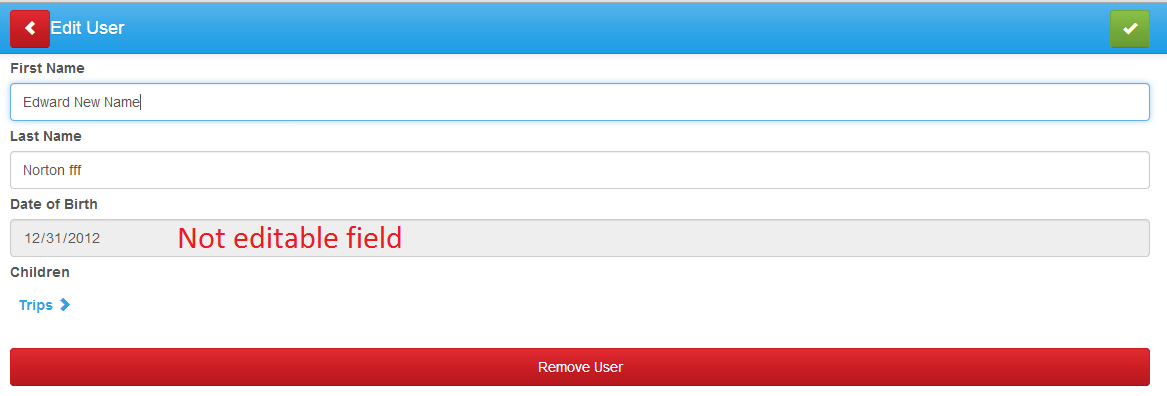 Edit User
First Name
Edward New Name
Last Name
Norton fff
Date of Birth
12/31/2012 Not editable field
Children
Trips
Remove User